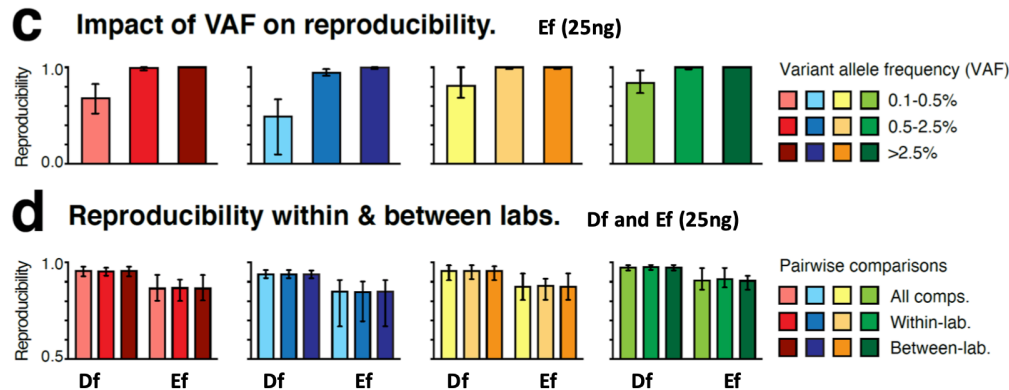 c Impact of VAF on reproducibility. Ef (25ng)
Reproducibility
1.0
0.0
Variant allele frequency (VAF)
0.1-0.5%
0.5-2.5%
>2.5%
d Reproducibility within & between labs. Df and Ef (25ng)
Reproducibility
1.0
0.5
Df Ef Df Ef Df Ef Df Ef
Pairwise comparisons
All comps.
Within-lab.
Between-lab.